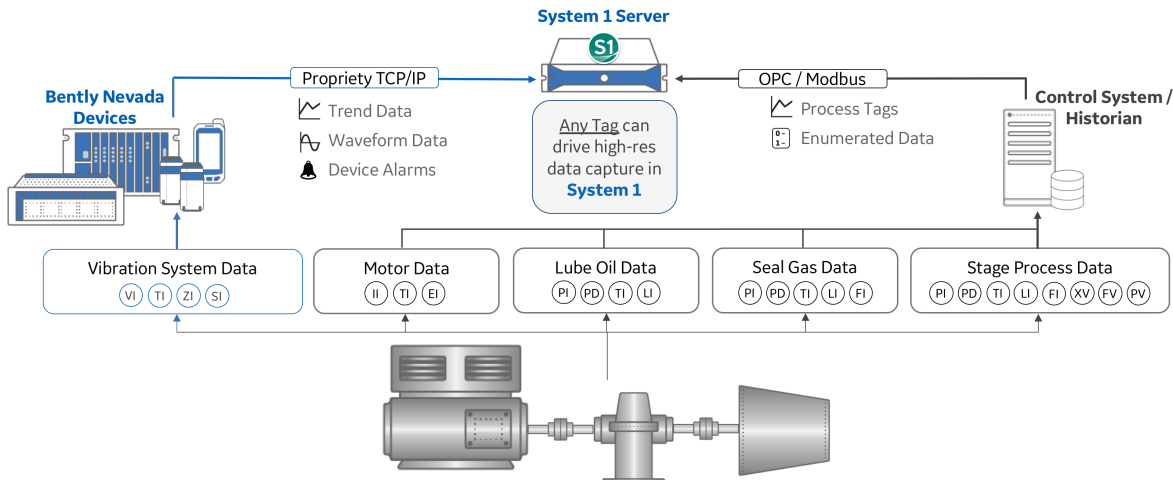 System 1 Server
S1
Propriety TCP/IP
Trend Data
Waveform Data
Device Alarms
OPC / Modbus
Process Tags
0-
1-
Enumerated Data
Bently Nevada
Devices
Control System /
Historian
Any Tag can
drive high-res
data capture in
System 1
Vibration System Data
VI TI ZI SI
Motor Data
II TI EI
Lube Oil Data
PI PD TI LI
Seal Gas Data
PI PD TI LI FI
Stage Process Data
PI PD TI LI FI XV FV PV